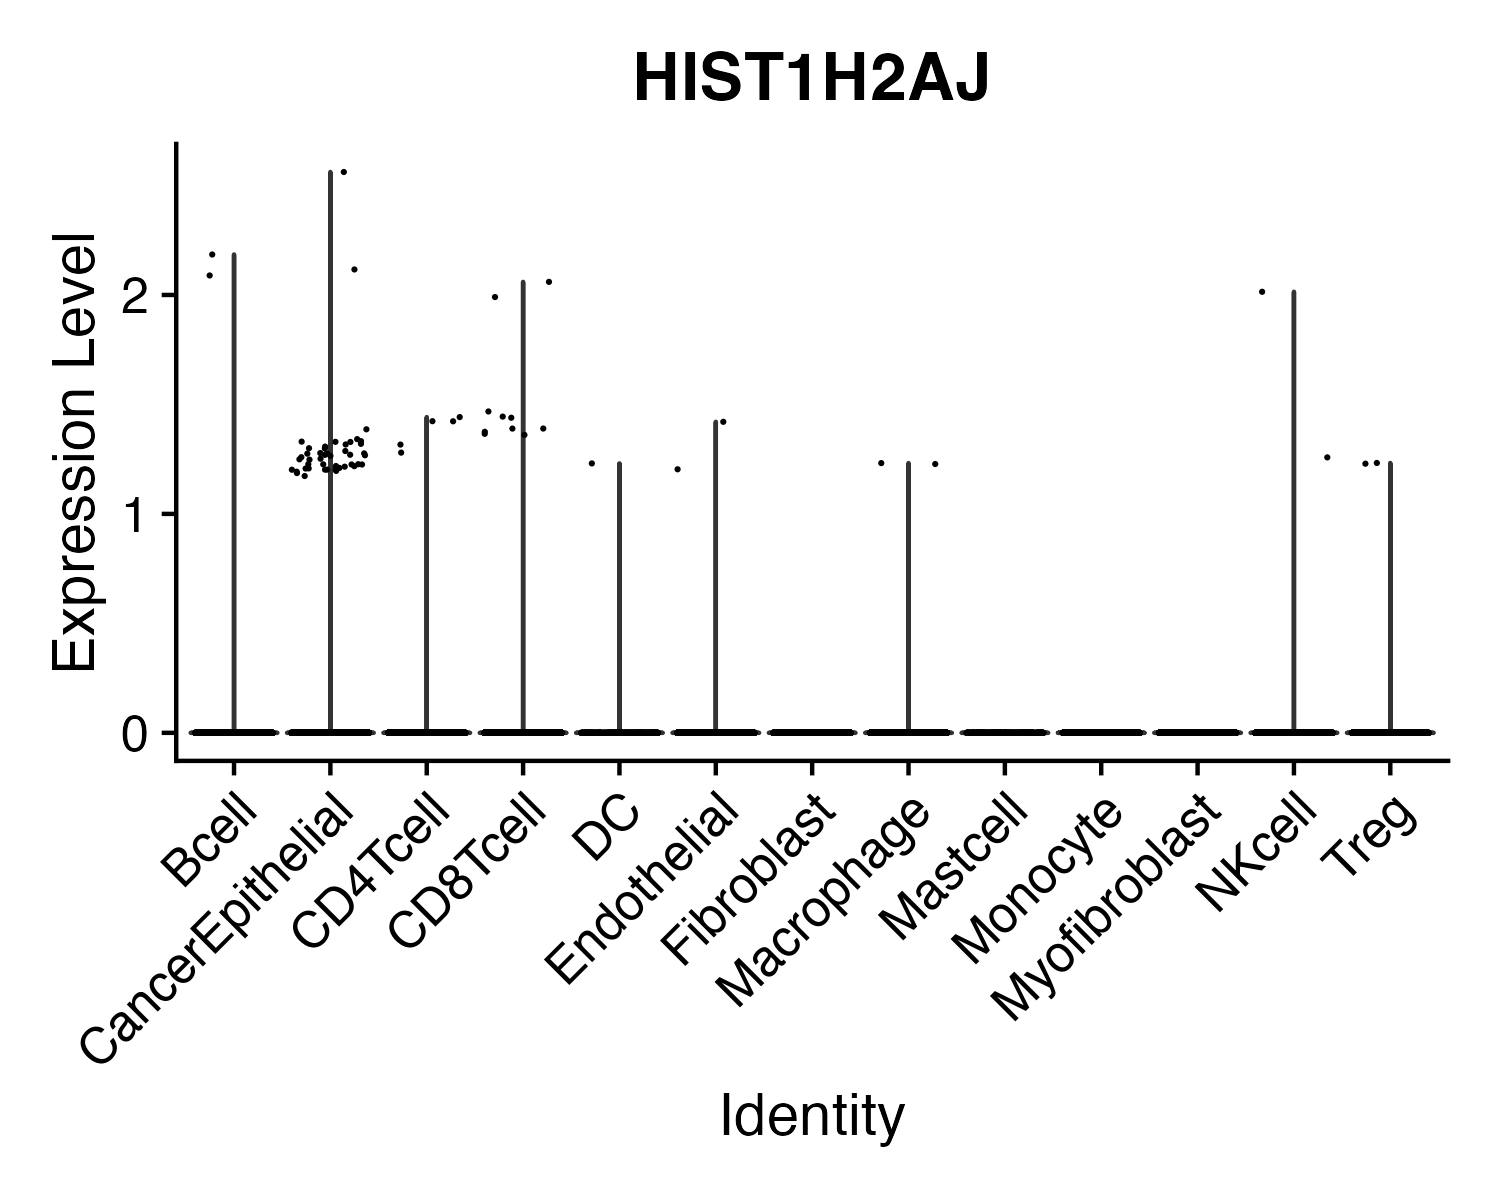 HIST1H2AJ
Expression Level
2
1
0
Bcell
CancerEpithelial
CD4Tcell
CD8Tcell
DC
Endothelial
Fibroblast
Macrophage
Mastcell
Monocyte
Myofibroblast
NKcell
Treg
Identity